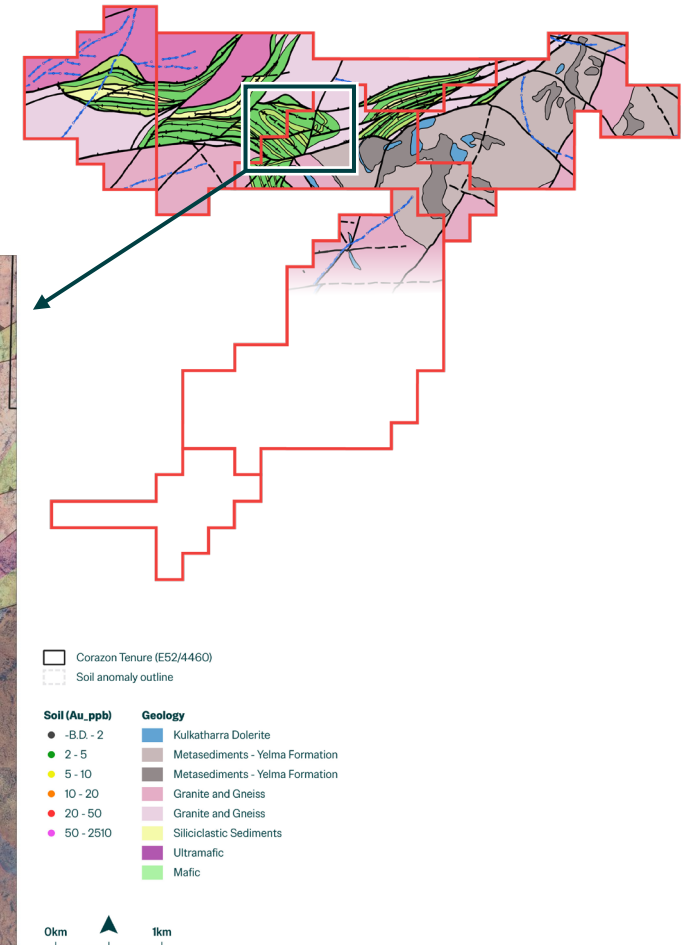 Corazon Tenure (E52/4460)
Soil anomaly outline
Soil (Au_ppb)
-B.D. - 2
2 - 5
5 - 10
10 - 20
20 - 50
50 - 2510
Geology
Kulkatharra Dolerite
Metasediments - Yelma Formation
Metasediments - Yelma Formation
Granite and Gneiss
Granite and Gneiss
Siliciclastic Sediments
Ultramafic
Mafic
0km 1km